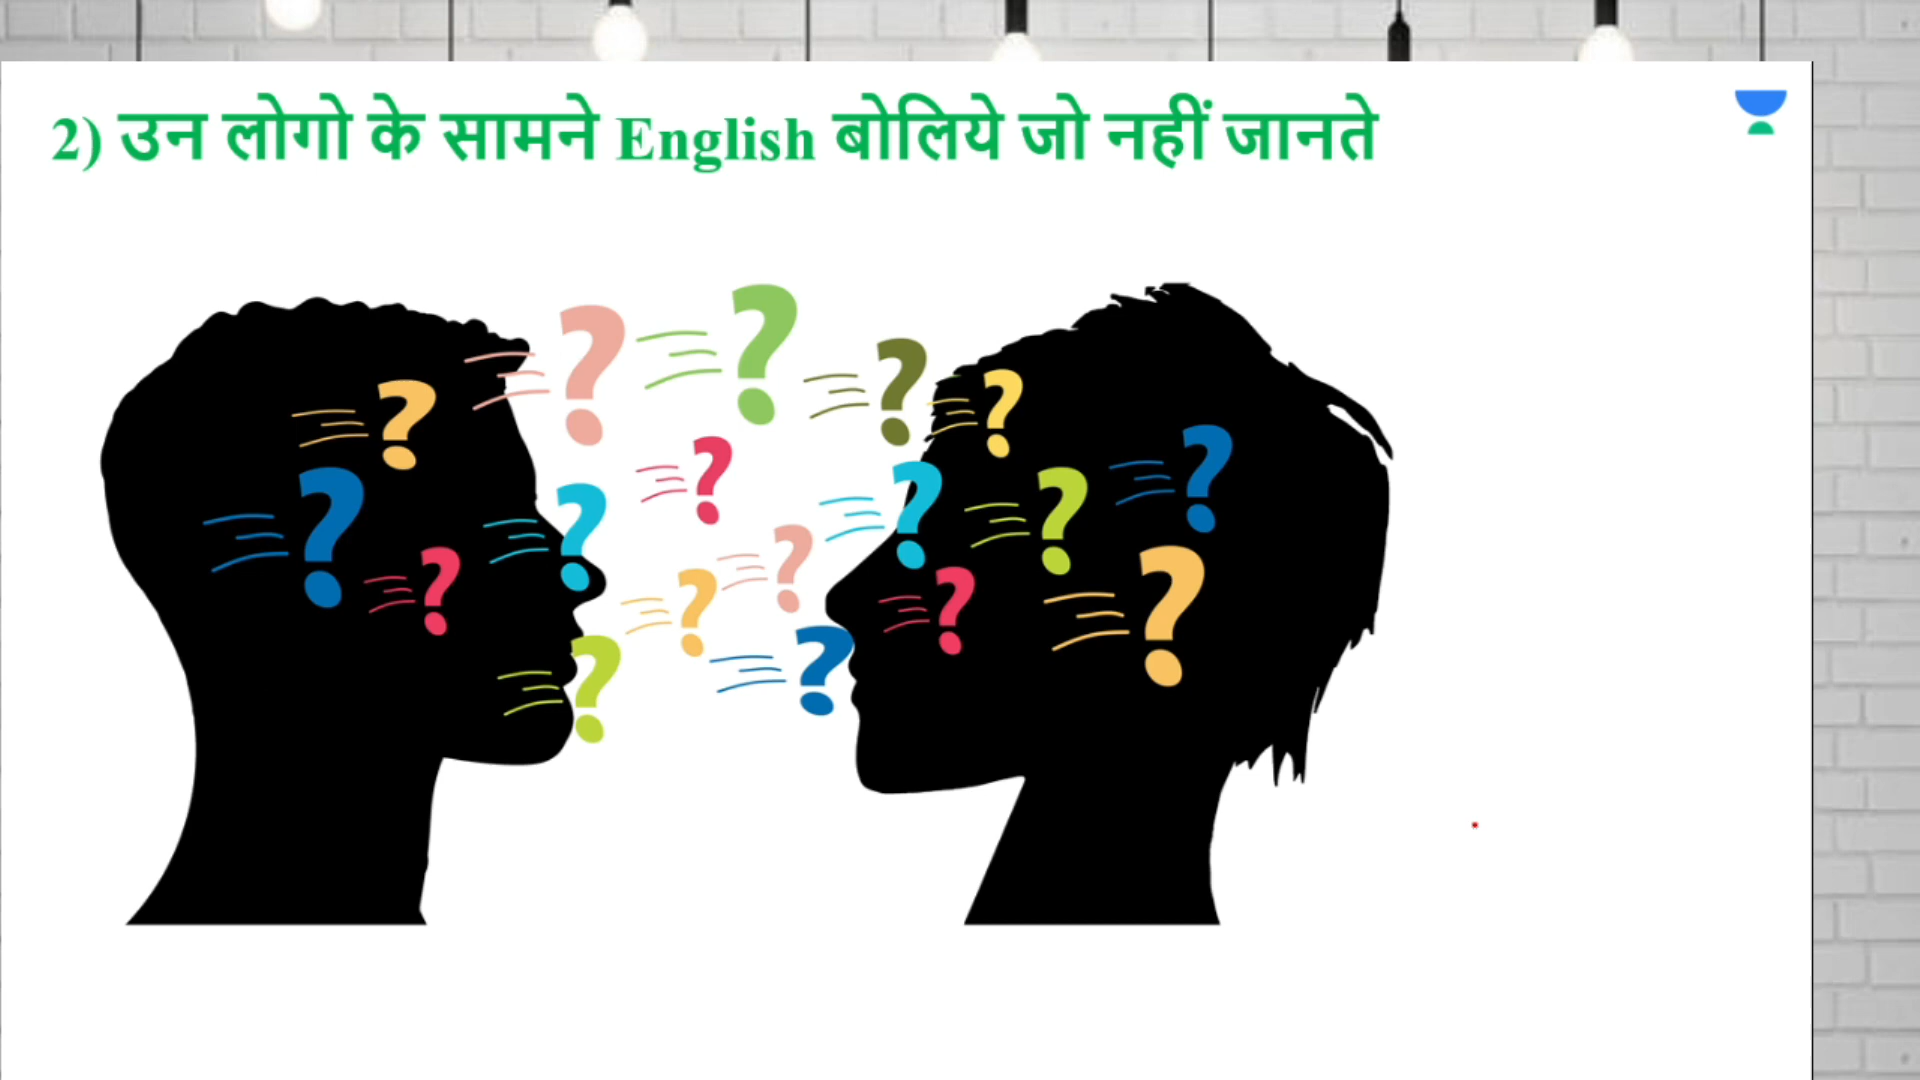 2) उन लोगो के सामने English बोलिये जो नहीं जानते